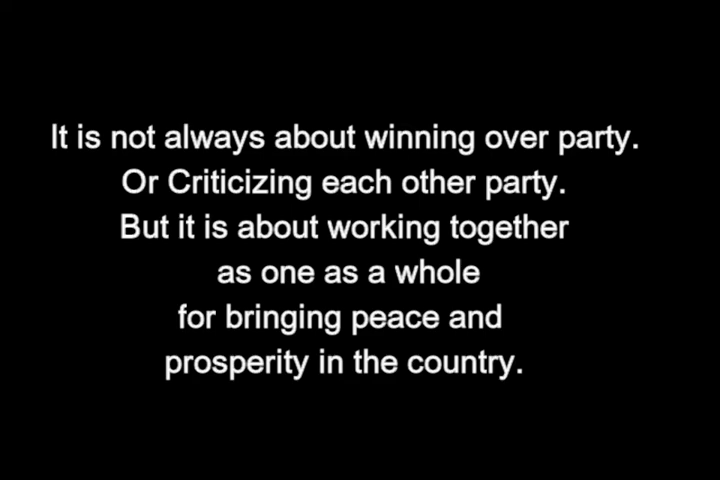 It is not always about winning over party.
Or Criticizing each other party.
But it is about working together
as one as a whole
for bringing peace and
prosperity in the country.